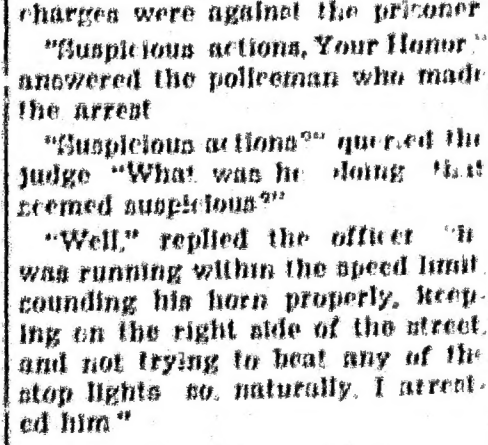 charges were against the prisoner
"Suspicious actions, Your Honor,"
answered the policeman who made
the arrest
"Suspicious actions?" queried the
judge "What was he doing that
seemed suspicious?"
"Well," replied the officer "he
was running within the speed limit,
sounding his horn properly, keep-
ing on the right side of the street,
and not trying to beat any of the
stop lights so, naturally, I arrest-
ed him"